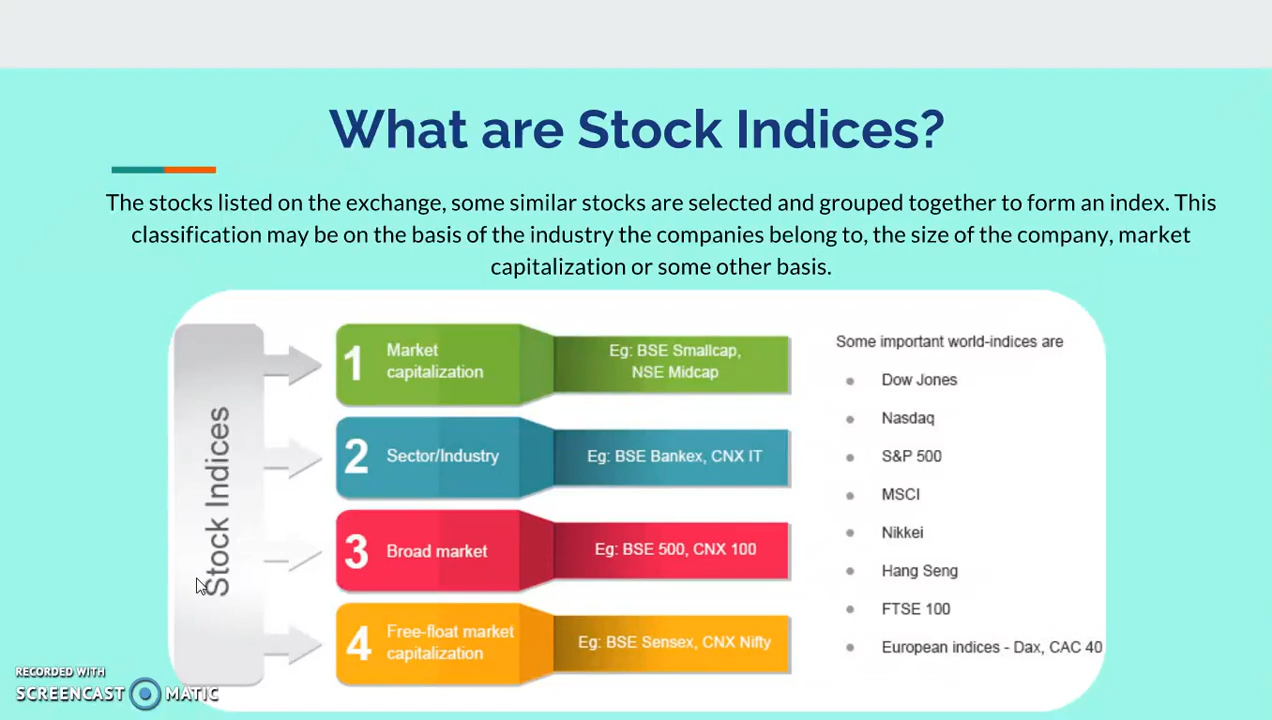 What are Stock Indices?
The stocks listed on the exchange, some similar stocks are selected and grouped together to form an index. This
classification may be on the basis of the industry the companies belong to, the size of the company, market
capitalization or some other basis.
Stock Indices
1 Market
capitalization
Eg: BSE Smallcap,
NSE Midcap
2 Sector/Industry
Eg: BSE Bankex, CNX IT
3 Broad market
Eg: BSE 500, CNX 100
4 Free-float market
capitalization
Eg: BSE Sensex, CNX Nifty
Some important world-indices are
Dow Jones
Nasdaq
S&P 500
MSCI
Nikkei
Hang Seng
FTSE 100
European indices - Dax, CAC 40
RECORDED WITH
SCREENCAST MATIC